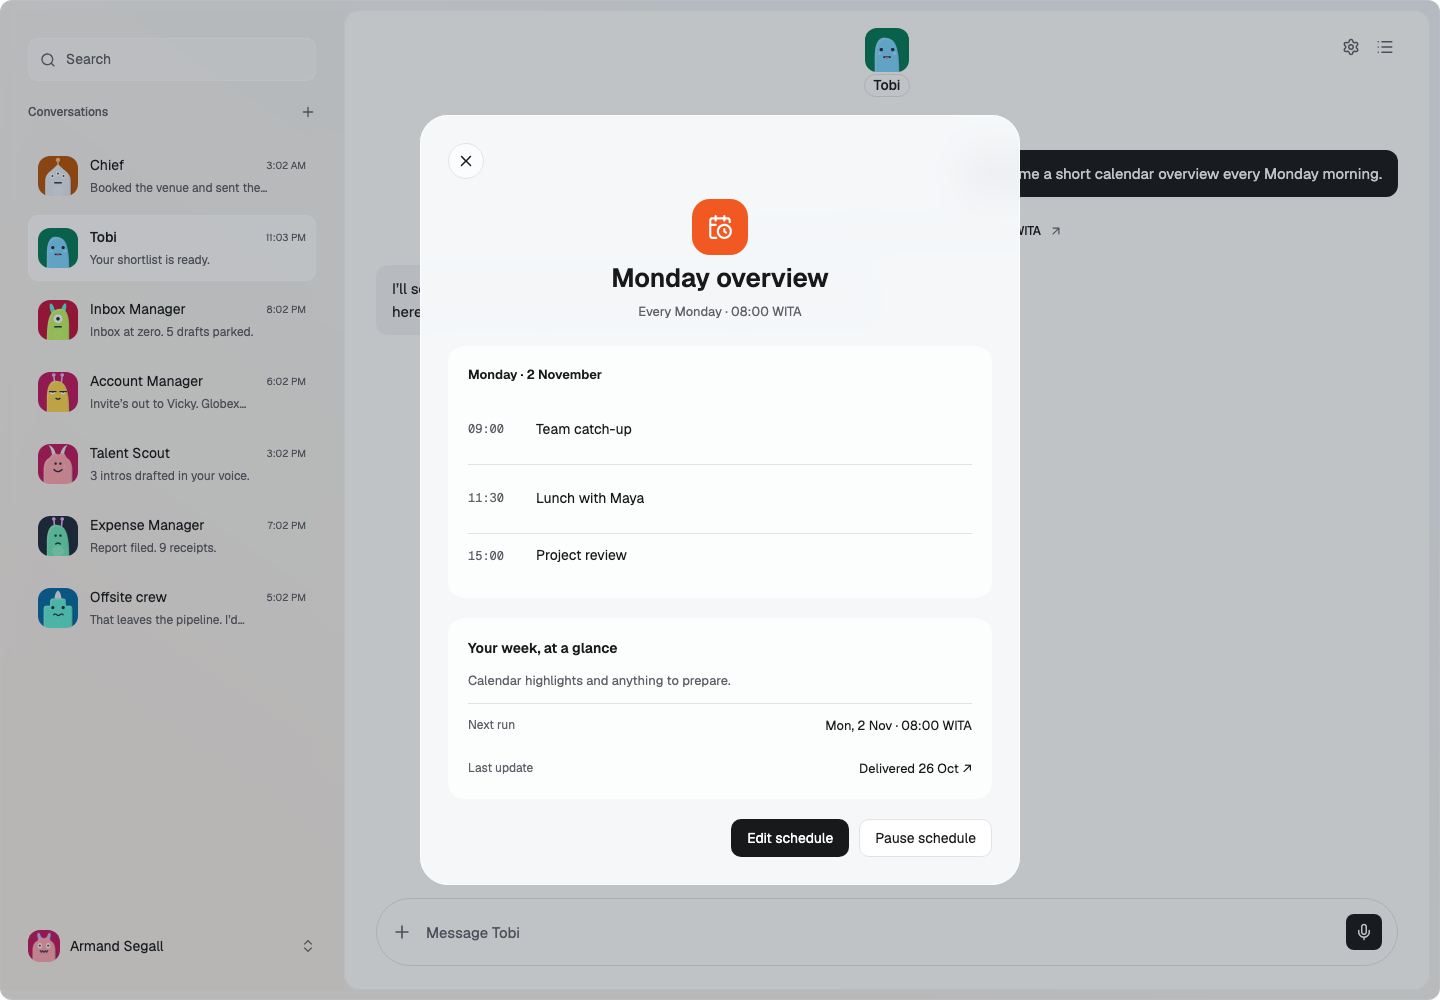 Search
Conversations
Chief
3:02 AM
Booked the venue and sent the...
Tobi
11:03 PM
Your shortlist is ready.
Inbox Manager
8:02 PM
Inbox at zero. 5 drafts parked.
Account Manager
6:02 PM
Invite's out to Vicky. Globex...
Talent Scout
3:02 PM
3 intros drafted in your voice.
Expense Manager
7:02 PM
Report filed. 9 receipts.
Offsite crew
5:02 PM
That leaves the pipeline. I'd...
Armand Segall
Tobi
me a short calendar overview every Monday morning.
WITA
I'll
here
Monday overview
Every Monday · 08:00 WITA
Monday · 2 November
09:00 Team catch-up
11:30 Lunch with Maya
15:00 Project review
Your week, at a glance
Calendar highlights and anything to prepare.
Next run
Mon, 2 Nov · 08:00 WITA
Last update
Delivered 26 Oct ↗
Edit schedule
Pause schedule
Message Tobi